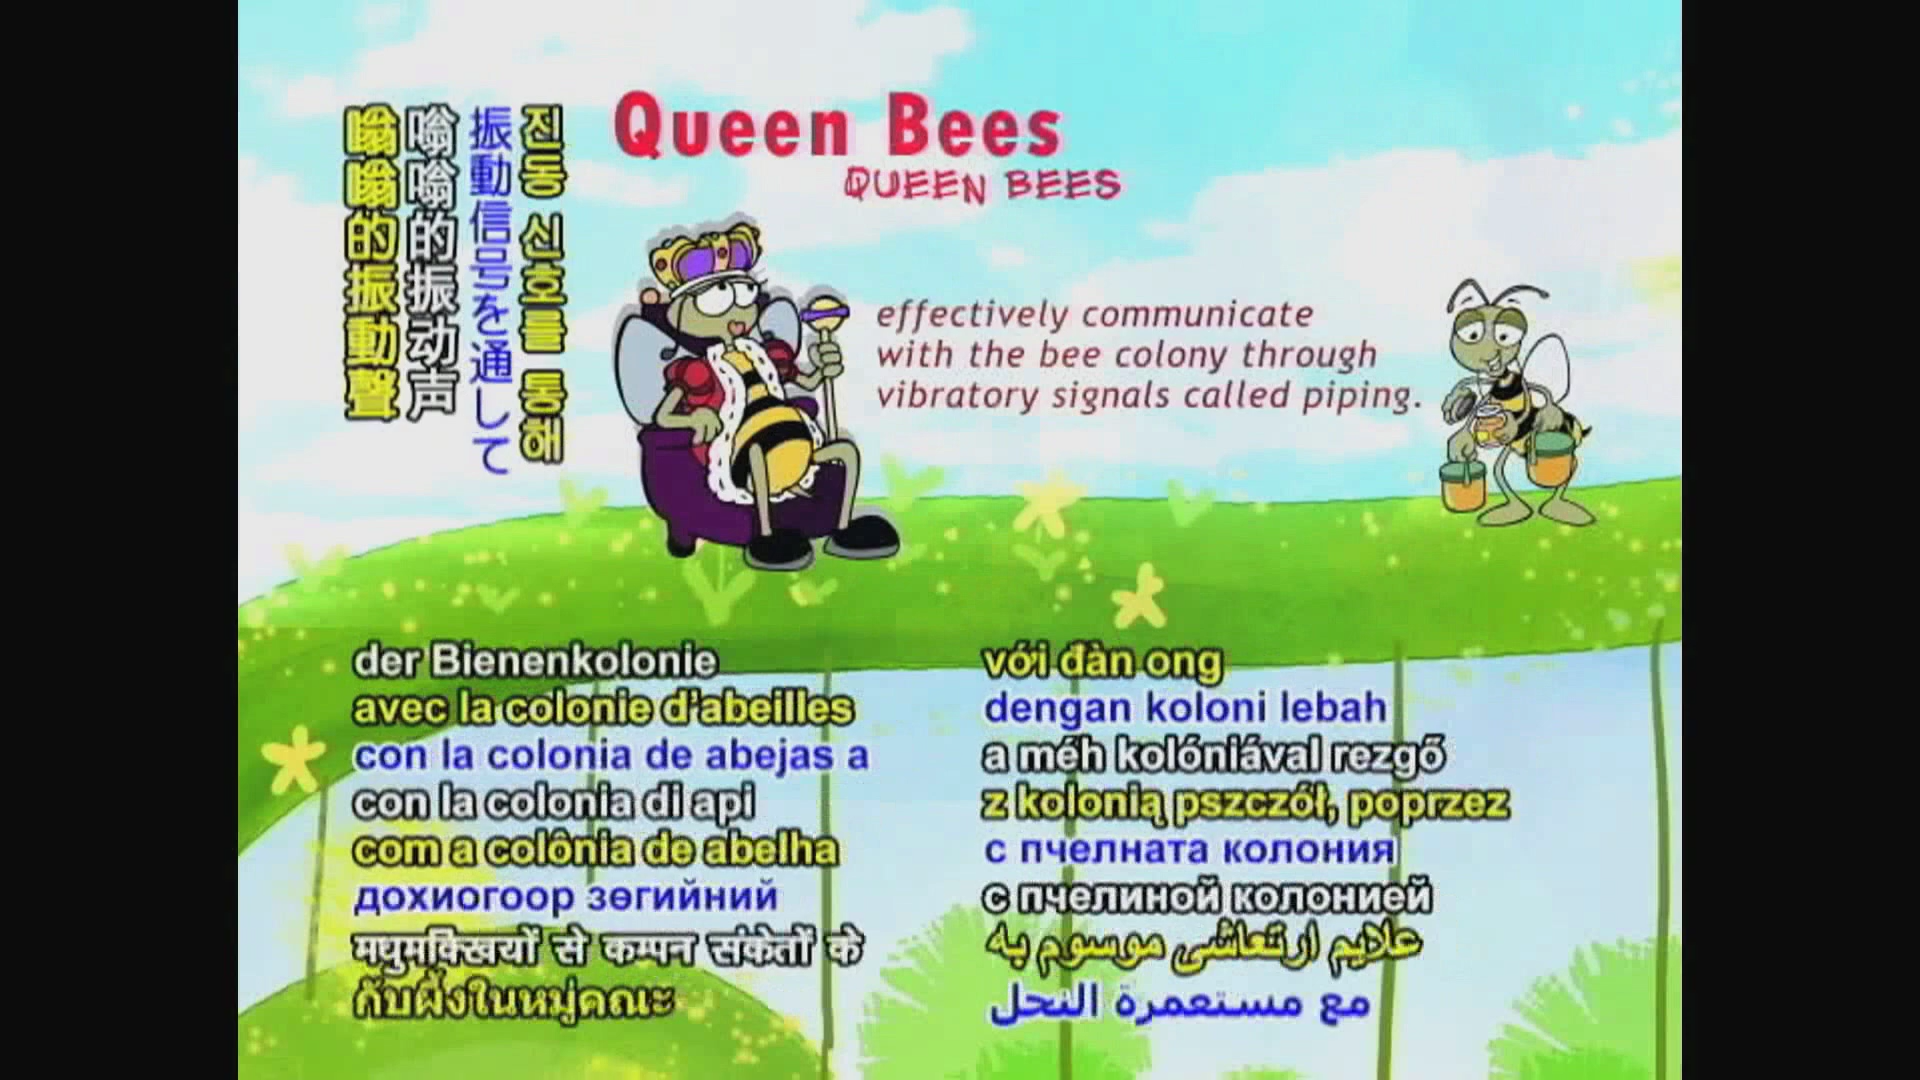 Queen Bees
QUEEN BEES
effectively communicate
with the bee colony through
vibratory signals called piping.
嗡嗡的振動聲
嗡嗡的振动声
振動信号を通して
진동 신호를 통해
der Bienenkolonie
avec la colonie d'abeilles
con la colonia de abejas a
con la colonia di api
com a colônia de abelha
дохиогоор зөгийний
मधुमक्खियों से कम्पन संकेतों के
กับผึ้งในหมู่คณะ
với đàn ong
dengan koloni lebah
a méh kolóniával rezgő
z kolonią pszczół, poprzez
с пчелната колония
с пчелиной колонией
علایم ارتعاشی موسوم به
مع مستعمرة النحل